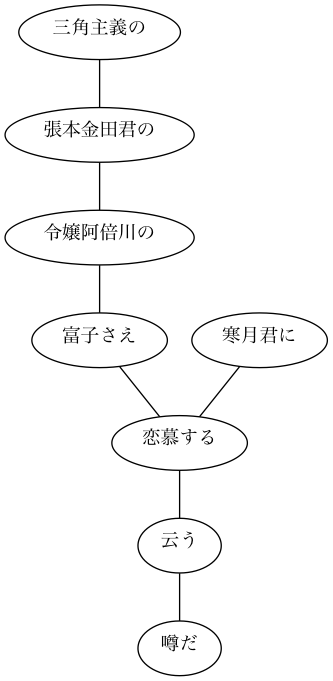 三角主義の
張本金田君の
令嬢阿倍川の
富子さえ
寒月君に
恋慕する
云う
噂だ